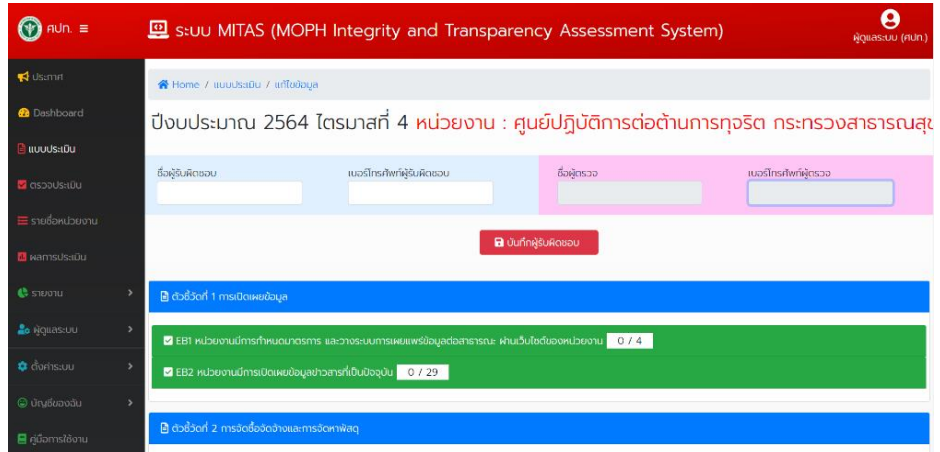 ศปท.
ระบบ MITAS (MOPH Integrity and Transparency Assessment System)
ผู้ดูแลระบบ (ศปท.)
ประกาศ
Dashboard
แบบประเมิน
ตรวจประเมิน
รายชื่อหน่วยงาน
ผลการประเมิน
รายงาน
ผู้ดูแลระบบ
ตั้งค่าระบบ
บัญชีของฉัน
คู่มือการใช้งาน
Home / แบบประเมิน / แก้ไขข้อมูล
ปีงบประมาณ 2564 ไตรมาสที่ 4 หน่วยงาน : ศูนย์ปฏิบัติการต่อต้านการทุจริต กระทรวงสาธารณสุข
ชื่อผู้รับผิดชอบ
เบอร์โทรศัพท์ผู้รับผิดชอบ
ชื่อผู้ตรวจ
เบอร์โทรศัพท์ผู้ตรวจ
บันทึกผู้รับผิดชอบ
ตัวชี้วัดที่ 1 การเปิดเผยข้อมูล
EB1 หน่วยงานมีการกำหนดมาตรการ และวางระบบการเผยแพร่ข้อมูลต่อสาธารณะ ผ่านเว็บไซต์ของหน่วยงาน 0 / 4
EB2 หน่วยงานมีการเปิดเผยข้อมูลข่าวสารที่เป็นปัจจุบัน 0 / 29
ตัวชี้วัดที่ 2 การจัดซื้อจัดจ้างและการจัดหาพัสดุ